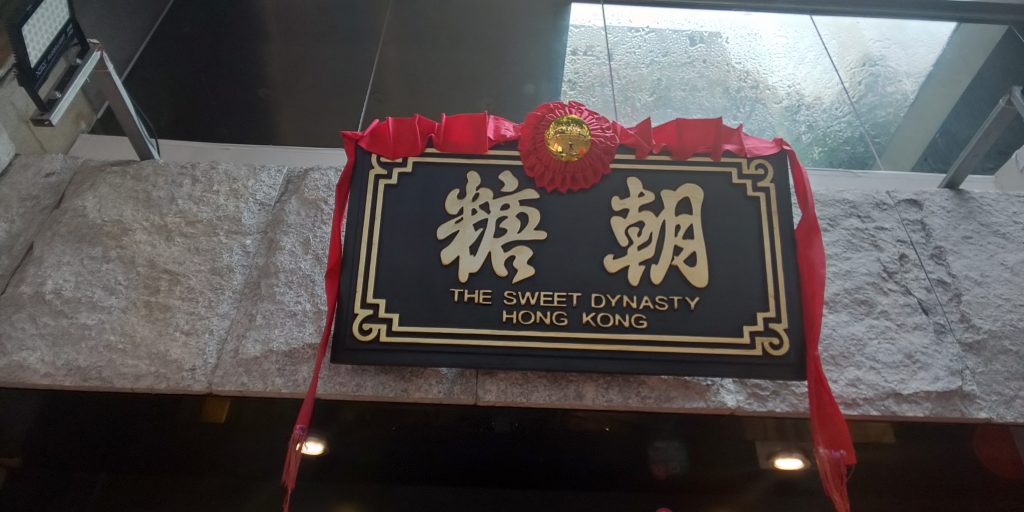 糖朝
THE SWEET DYNASTY
HONG KONG